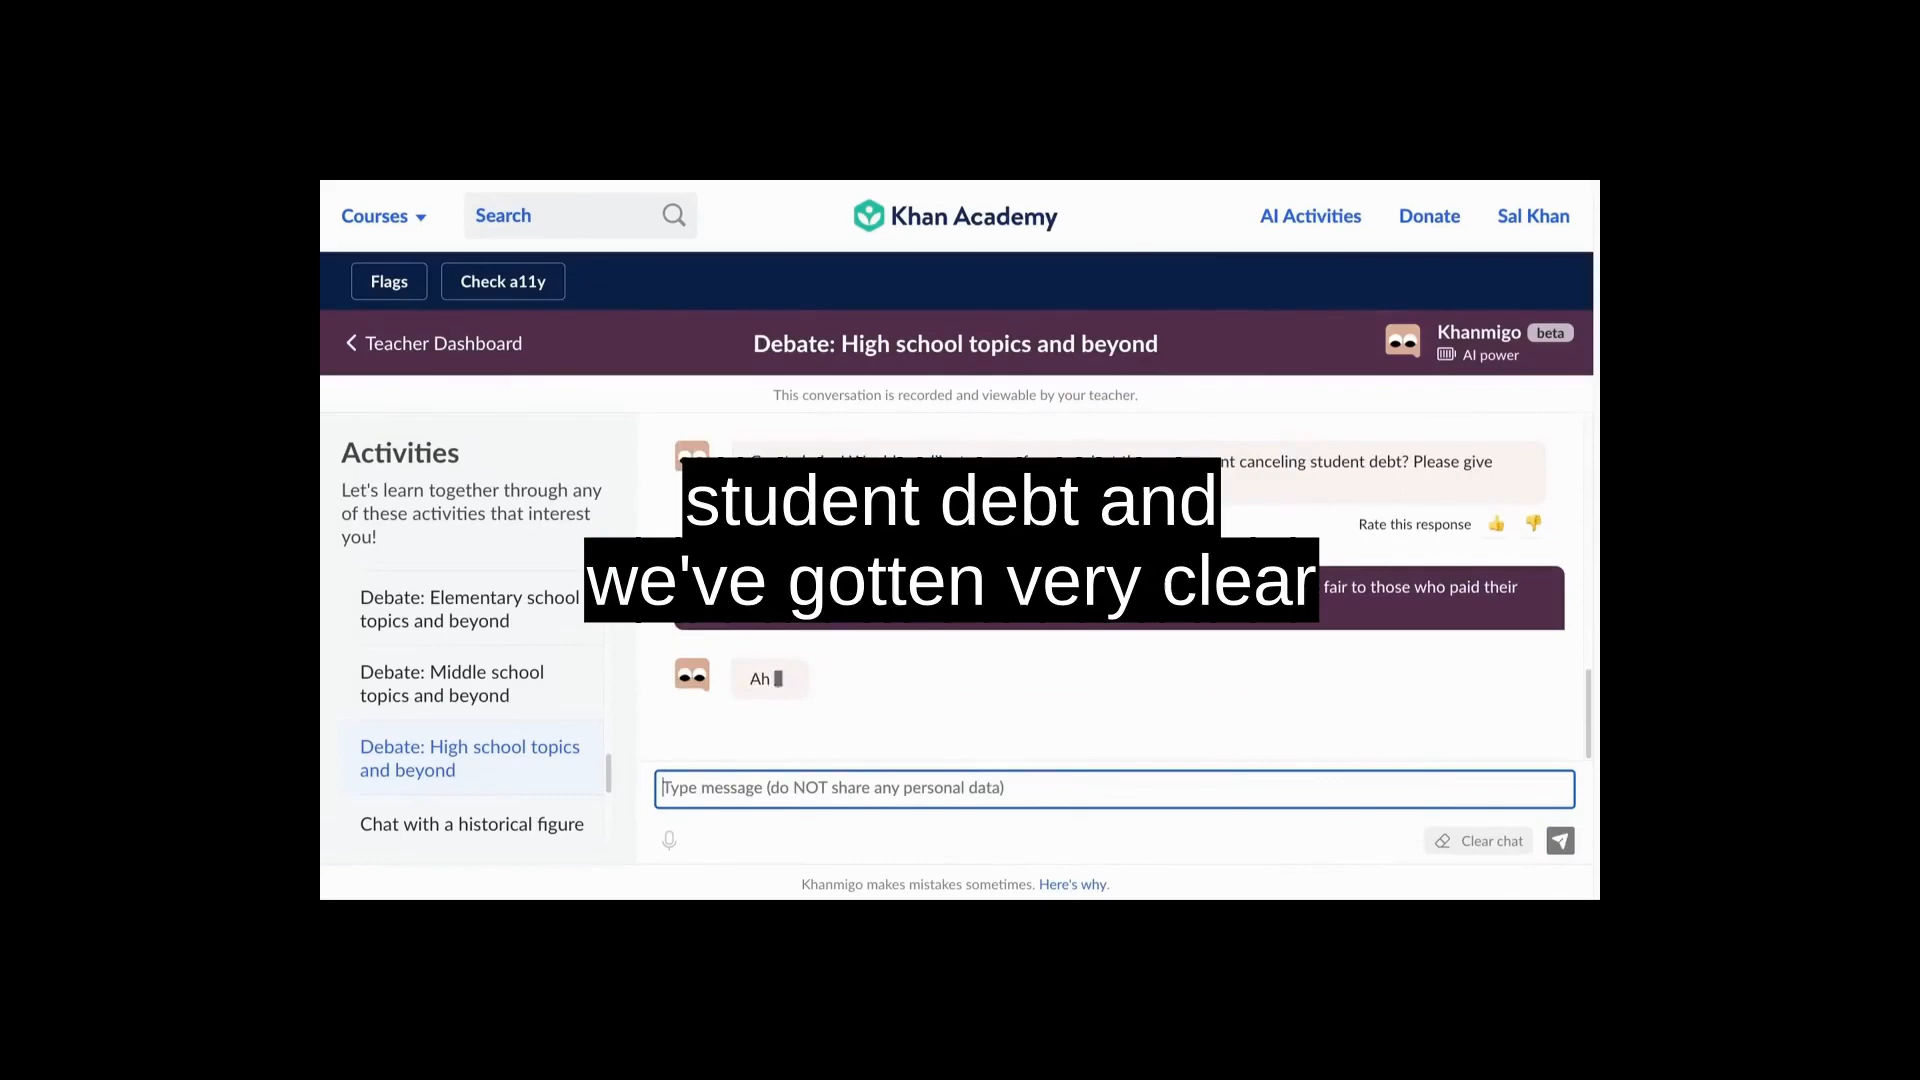 Courses
Search
Khan Academy
AI Activities
Donate
Sal Khan
Flags
Check a11y
Teacher Dashboard
Debate: High school topics and beyond
Khanmigo beta
AI power
This conversation is recorded and viewable by your teacher.
Activities
Let's learn together through any
of these activities that interest
you!
Debate: Elementary school
topics and beyond
Debate: Middle school
topics and beyond
Debate: High school topics
and beyond
Chat with a historical figure
canceling student debt? Please give
Rate this response
student debt and
we've gotten very clear
fair to those who paid their
Ah
Type message (do NOT share any personal data)
Clear chat
Khanmigo makes mistakes sometimes. Here's why.